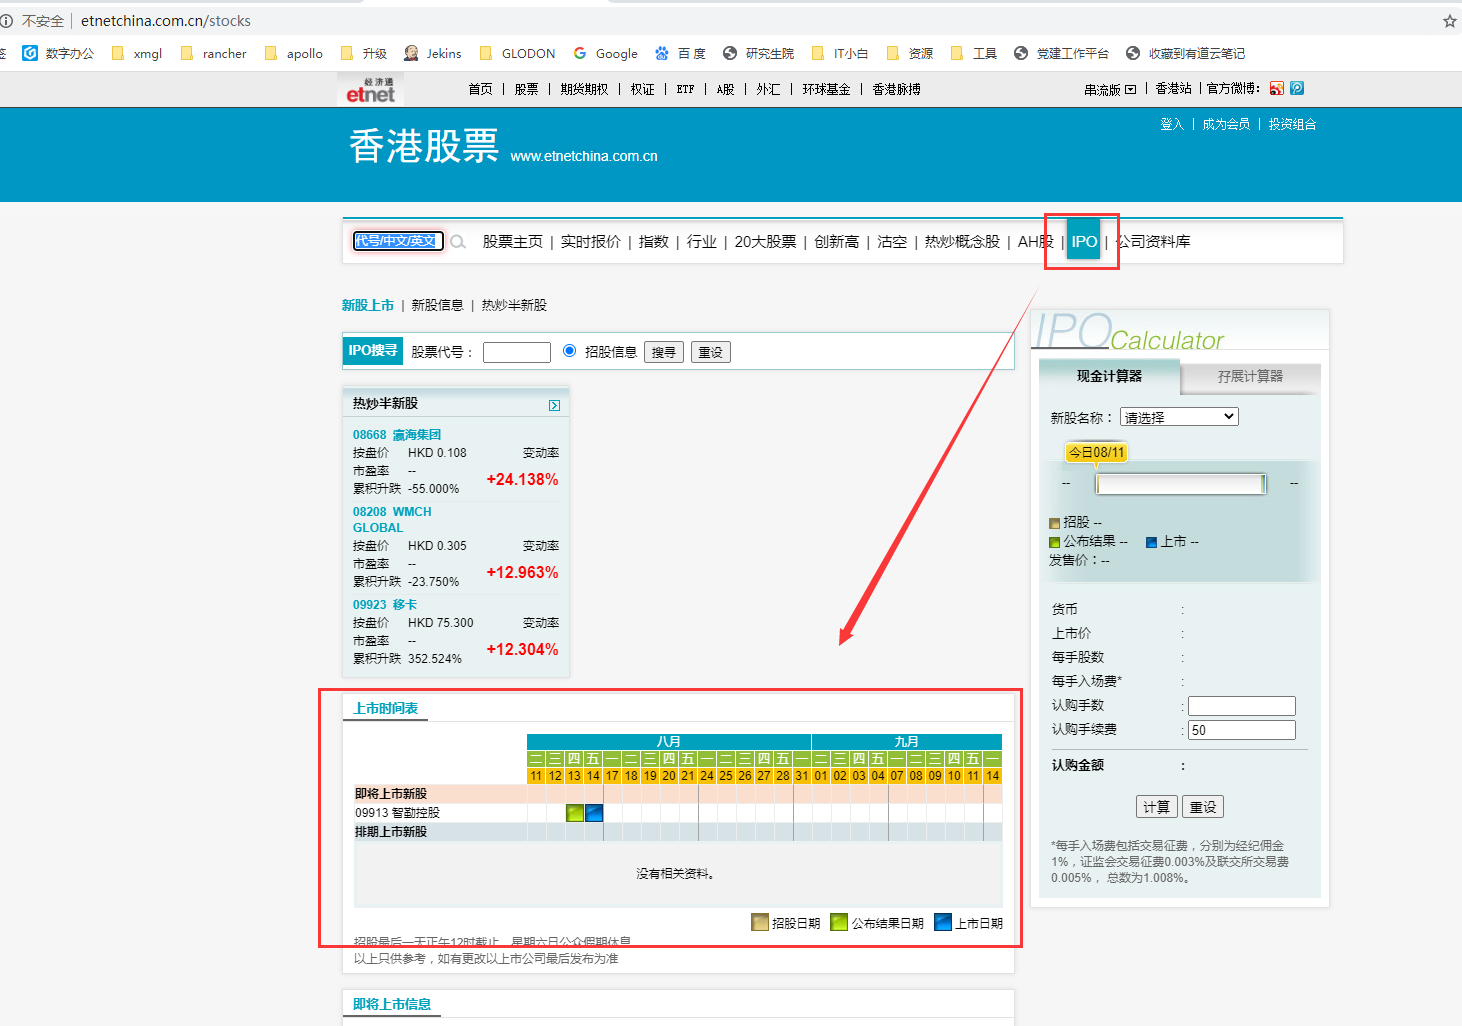 不安全 | etnetchina.com.cn/stocks
签 数字办公 xmgl rancher apollo 升级 Jekins GLODON Google 百度 研究生院 IT小白 资源 工具 党建工作平台 收藏到有道云笔记
经济通
etnet 首页 | 股票 | 期货期权 | 权证 | ETF | A股 | 外汇 | 环球基金 | 香港脉搏 串流版 | 香港站 | 官方微博:
登入 | 成为会员 | 投资组合
香港股票 www.etnetchina.com.cn
代号/中文/英文 股票主页 | 实时报价 | 指数 | 行业 | 20大股票 | 创新高 | 沽空 | 热炒概念股 | AH股 | IPO | 公司资料库
新股上市 | 新股信息 | 热炒半新股
IPO搜寻 股票代号： 招股信息 搜寻 重设
热炒半新股
08668 瀛海集团
按盘价 HKD 0.108 变动率
市盈率 -- +24.138%
累积升跌 -55.000%
08208 WMCH
GLOBAL
按盘价 HKD 0.305 变动率
市盈率 -- +12.963%
累积升跌 -23.750%
09923 移卡
按盘价 HKD 75.300 变动率
市盈率 -- +12.304%
累积升跌 352.524%
IPO Calculator
现金计算器 孖展计算器
新股名称： 请选择
今日08/11
-- --
招股 --
公布结果 -- 上市 --
发售价：--
货币 :
上市价 :
每手股数 :
每手入场费* :
认购手数 :
认购手续费 : 50
认购金额 :
计算 重设
*每手入场费包括交易征费，分别为经纪佣金
1%，证监会交易征费0.003%及联交所交易费
0.005%， 总数为1.008%。
上市时间表
八月 九月
二 三 四 五 一 二 三 四 五 一 二 三 四 五 一 二 三 四 五 一 二 三 四 五 一
11 12 13 14 17 18 19 20 21 24 25 26 27 28 31 01 02 03 04 07 08 09 10 11 14
即将上市新股
09913 智勤控股
排期上市新股
没有相关资料。
招股日期 公布结果日期 上市日期
招股最后一天正午12时截止，星期六日公众假期休息
以上只供参考，如有更改以上市公司最后发布为准
即将上市信息